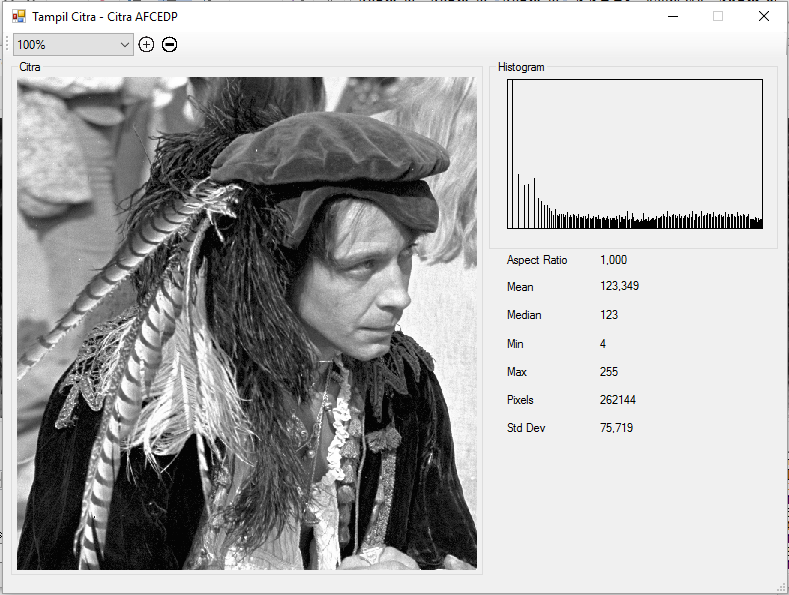 Tampil Citra - Citra AFCEDP
100%
Citra
Histogram
Aspect Ratio 1,000
Mean 123,349
Median 123
Min 4
Max 255
Pixels 262144
Std Dev 75,719